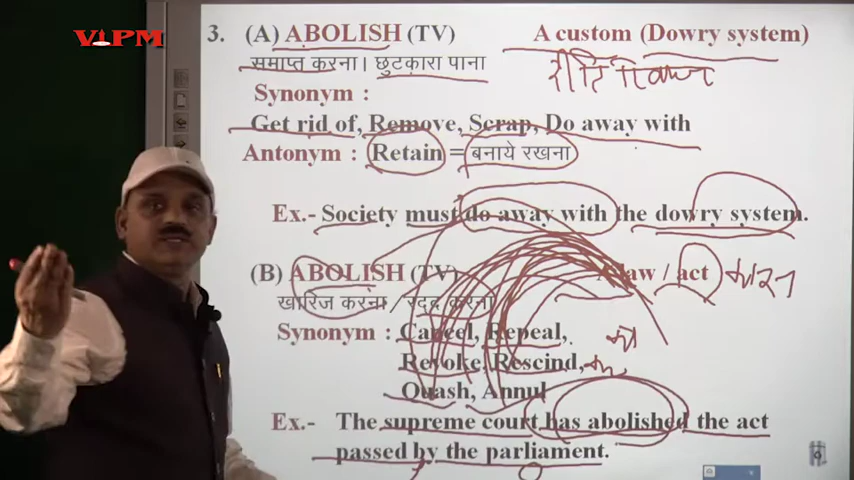 VIPM
3. (A) ABOLISH (TV) A custom (Dowry system)
समाप्त करना। छुटकारा पाना
Synonym :
Get rid of, Remove, Scrap, Do away with
Antonym : Retain = बनाये रखना
Ex.- Society must do away with the dowry system.
(B) ABOLISH (TV) law / act
खारिज करना / रदद करना
Synonym : Cancel, Repeal,
Revoke, Rescind,
Quash, Annul
Ex.- The supreme court has abolished the act
passed by the parliament.